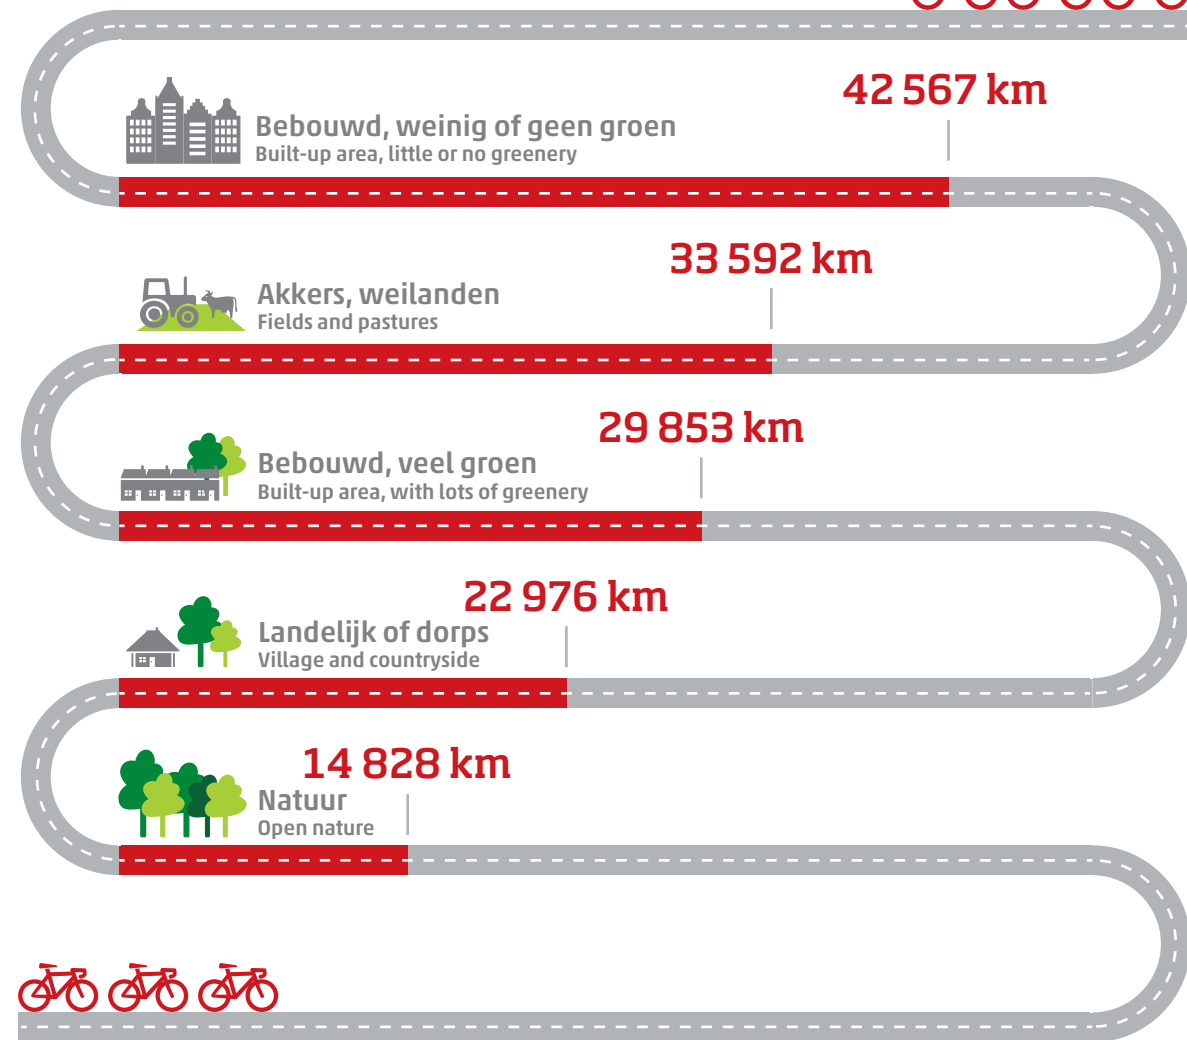 42 567 km
Bebouwd, weinig of geen groen
Built-up area, little or no greenery
33 592 km
Akkers, weilanden
Fields and pastures
29 853 km
Bebouwd, veel groen
Built-up area, with lots of greenery
22 976 km
Landelijk of dorps
Village and countryside
14 828 km
Natuur
Open nature